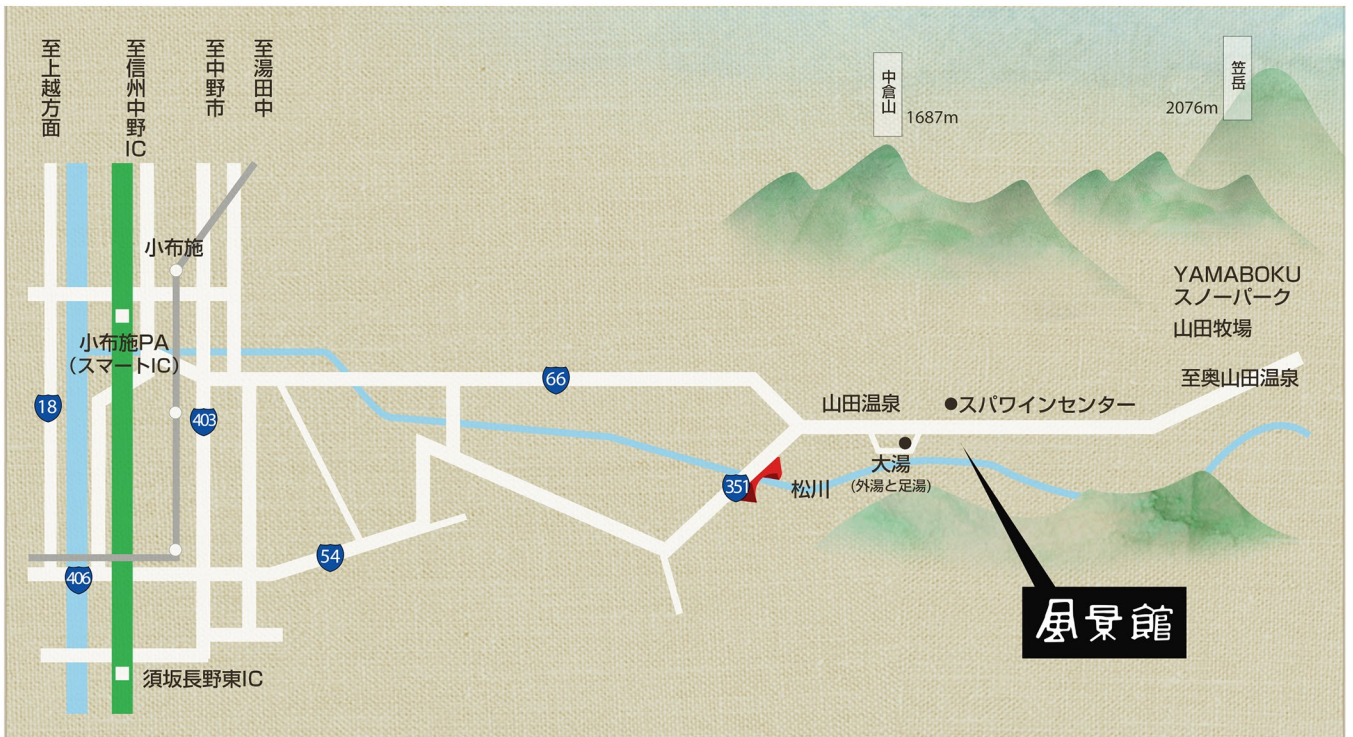 至上越方面
至信州中野IC
至中野市
至湯田中
中倉山
1687m
笠岳
2076m
小布施
YAMABOKU
スノーパーク
山田牧場
小布施PA
（スマートIC）
至奥山田温泉
66
18
403
山田温泉
●スパワインセンター
大湯
（外湯と足湯）
351
松川
54
406
風景館
須坂長野東IC